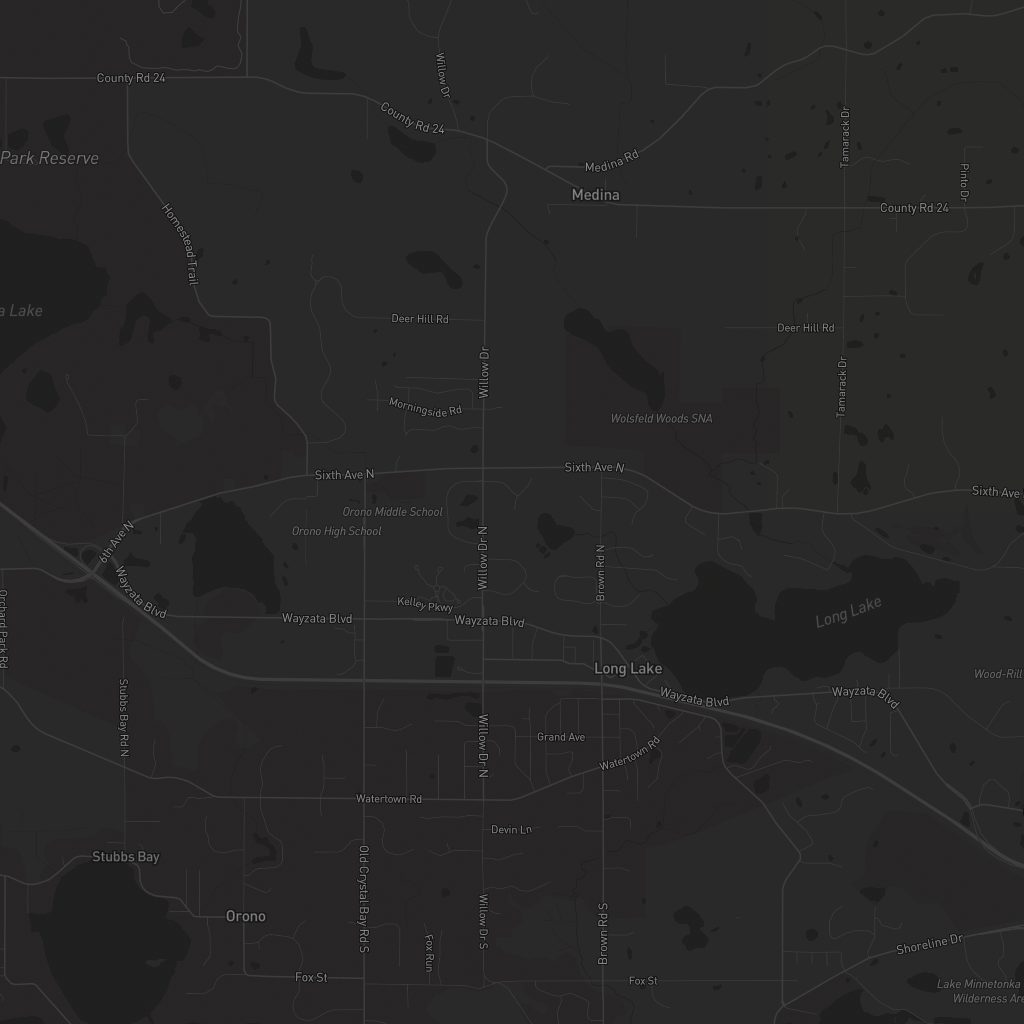 County Rd 24
Willow Dr
County Rd 24
Tamarack Dr
Park Reserve
Medina Rd
Pinto Dr
Medina
County Rd 24
Homestead Trail
a Lake
Deer Hill Rd
Deer Hill Rd
Willow Dr
Tamarack Dr
Morningside Rd
Wolsfeld Woods SNA
Sixth Ave N
Sixth Ave N
Sixth Ave
Orono Middle School
Orono High School
6th Ave N
Willow Dr N
Brown Rd N
Wayzata Blvd
Kelley Pkwy
Long Lake
Orchard Park Rd
Wayzata Blvd
Wayzata Blvd
Long Lake
Wood-Rill
Wayzata Blvd
Wayzata Blvd
Stubbs Bay Rd N
Willow Dr N
Grand Ave
Watertown Rd
Watertown Rd
Devin Ln
Stubbs Bay
Old Crystal Bay Rd S
Orono
Willow Dr S
Brown Rd S
Fox Run
Shoreline Dr
Fox St
Fox St
Lake Minnetonka
Wilderness Are